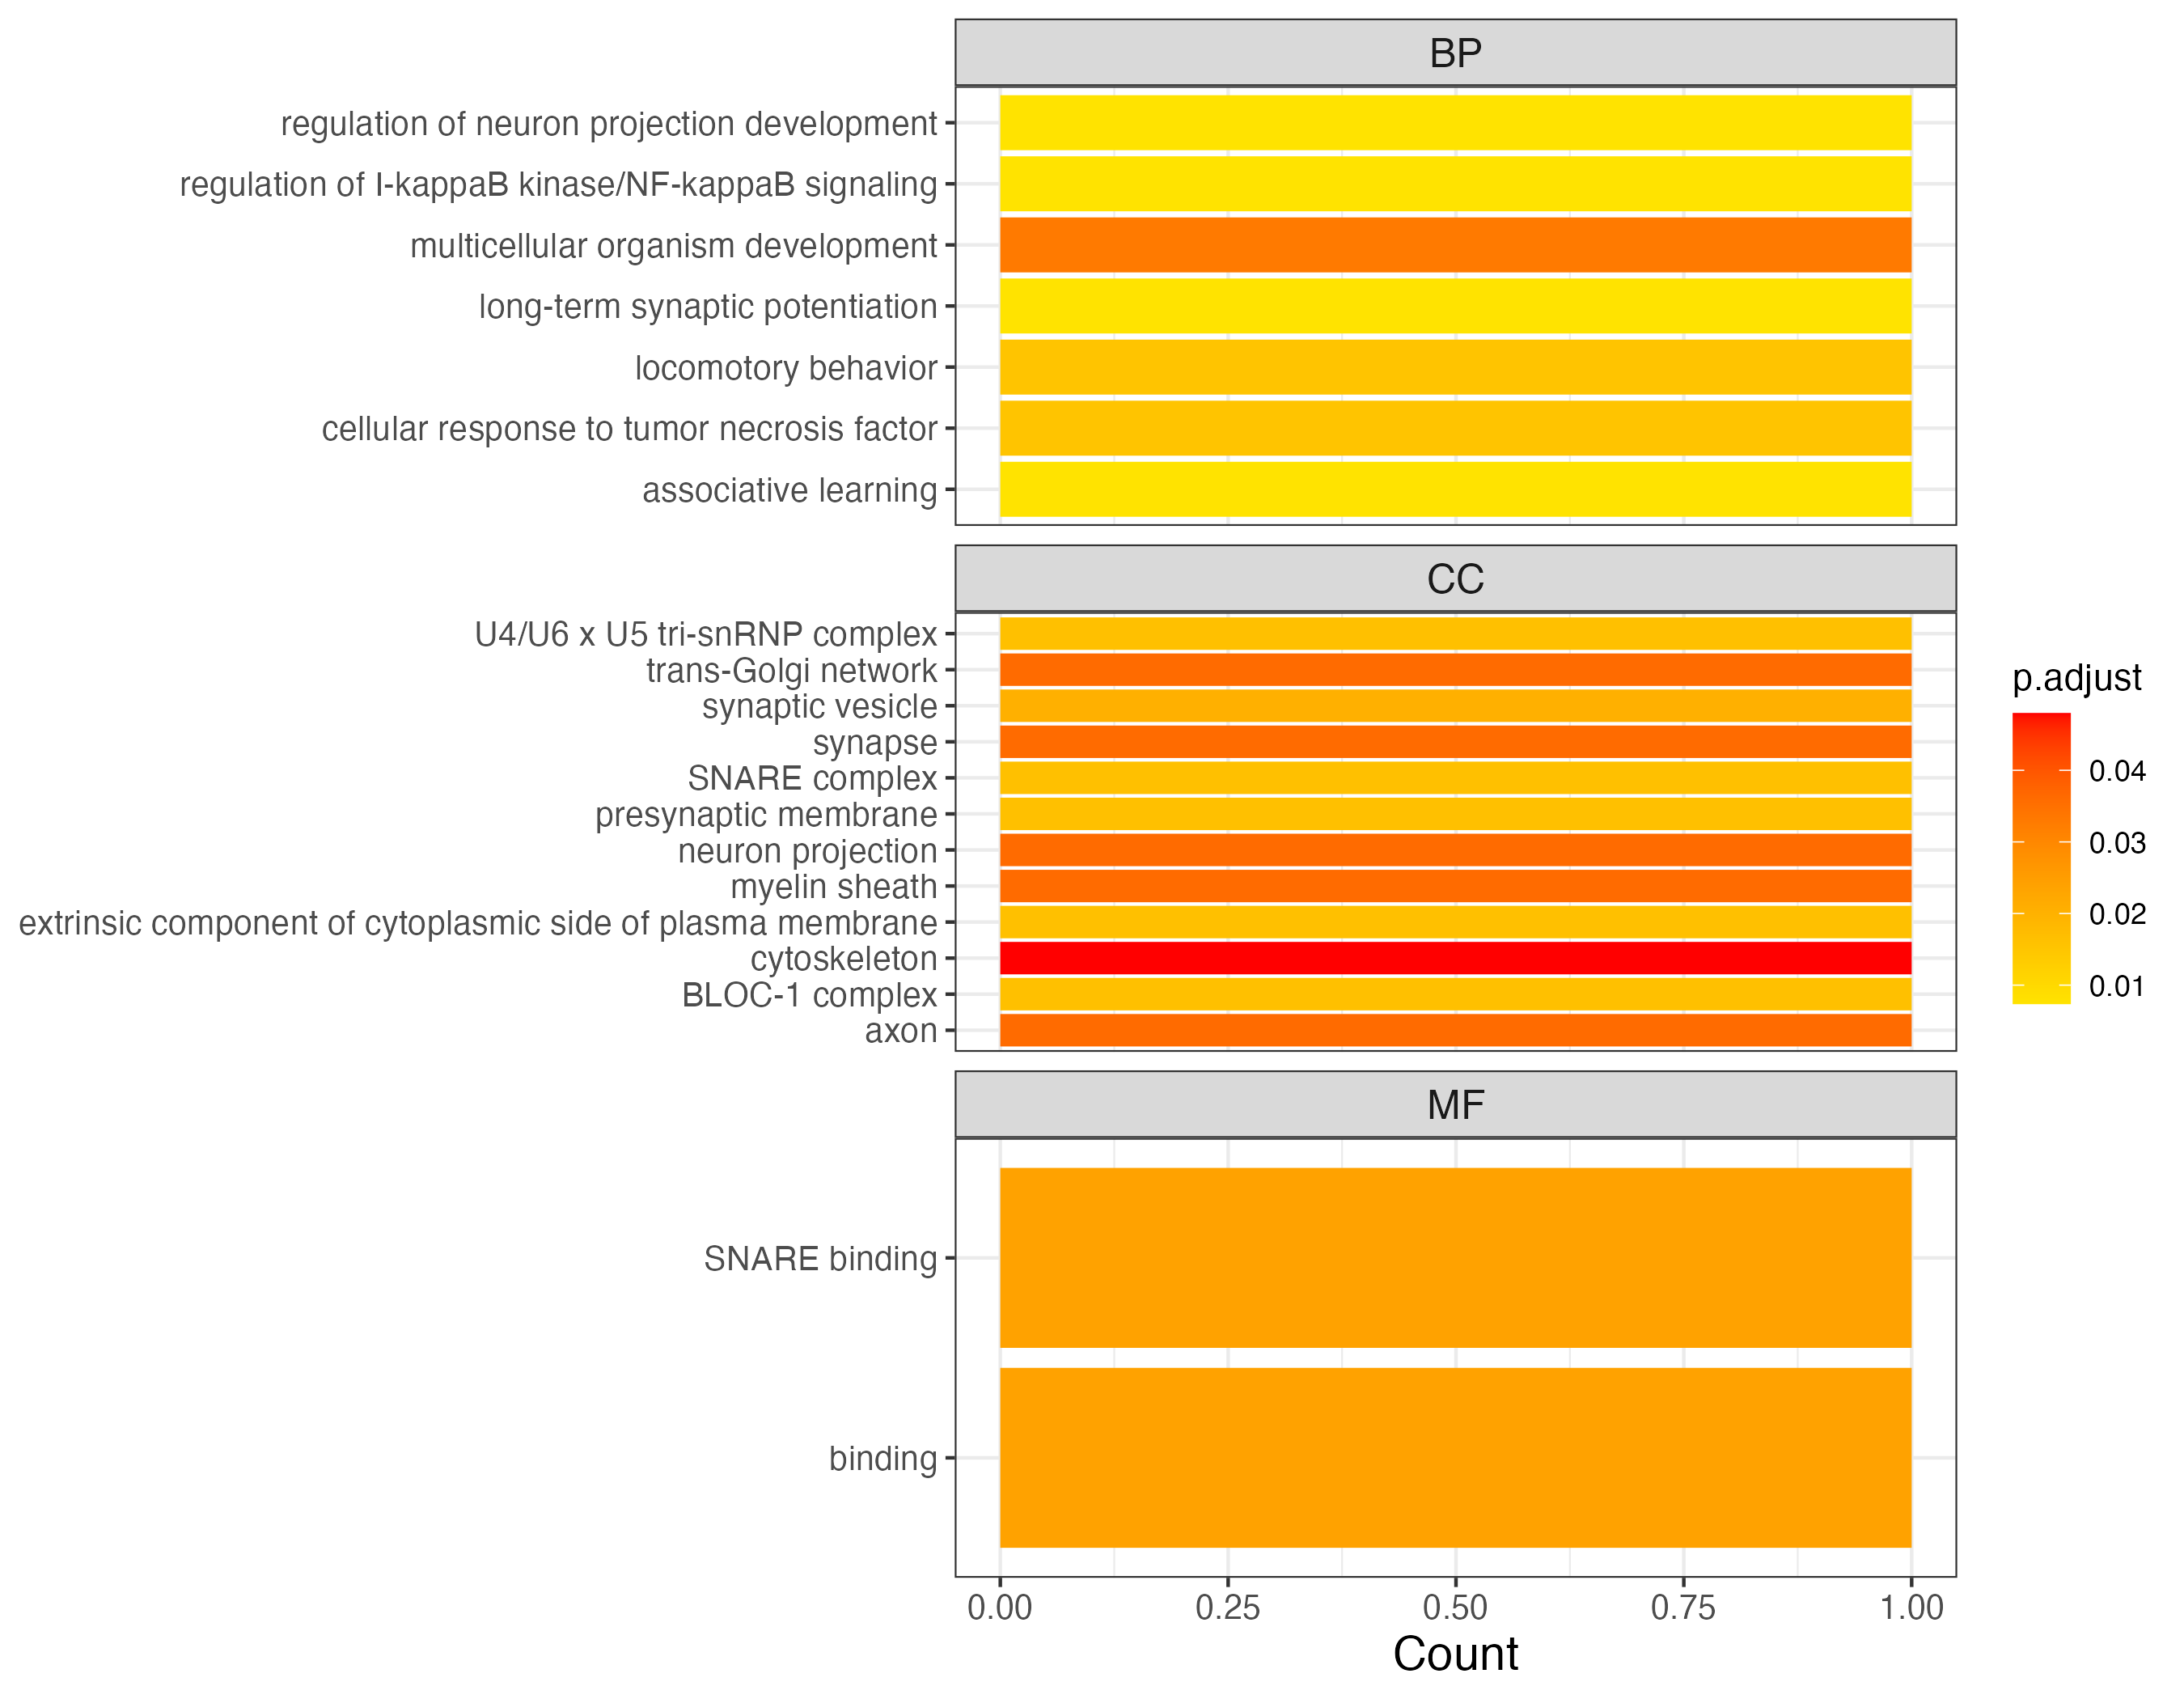 BP
regulation of neuron projection development
regulation of I-kappaB kinase/NF-kappaB signaling
multicellular organism development
long-term synaptic potentiation
locomotory behavior
cellular response to tumor necrosis factor
associative learning
CC
U4/U6 x U5 tri-snRNP complex
trans-Golgi network
synaptic vesicle
synapse
SNARE complex
presynaptic membrane
neuron projection
myelin sheath
extrinsic component of cytoplasmic side of plasma membrane
cytoskeleton
BLOC-1 complex
axon
MF
SNARE binding
binding
0.00 0.25 0.50 0.75 1.00
Count
p.adjust
0.04
0.03
0.02
0.01